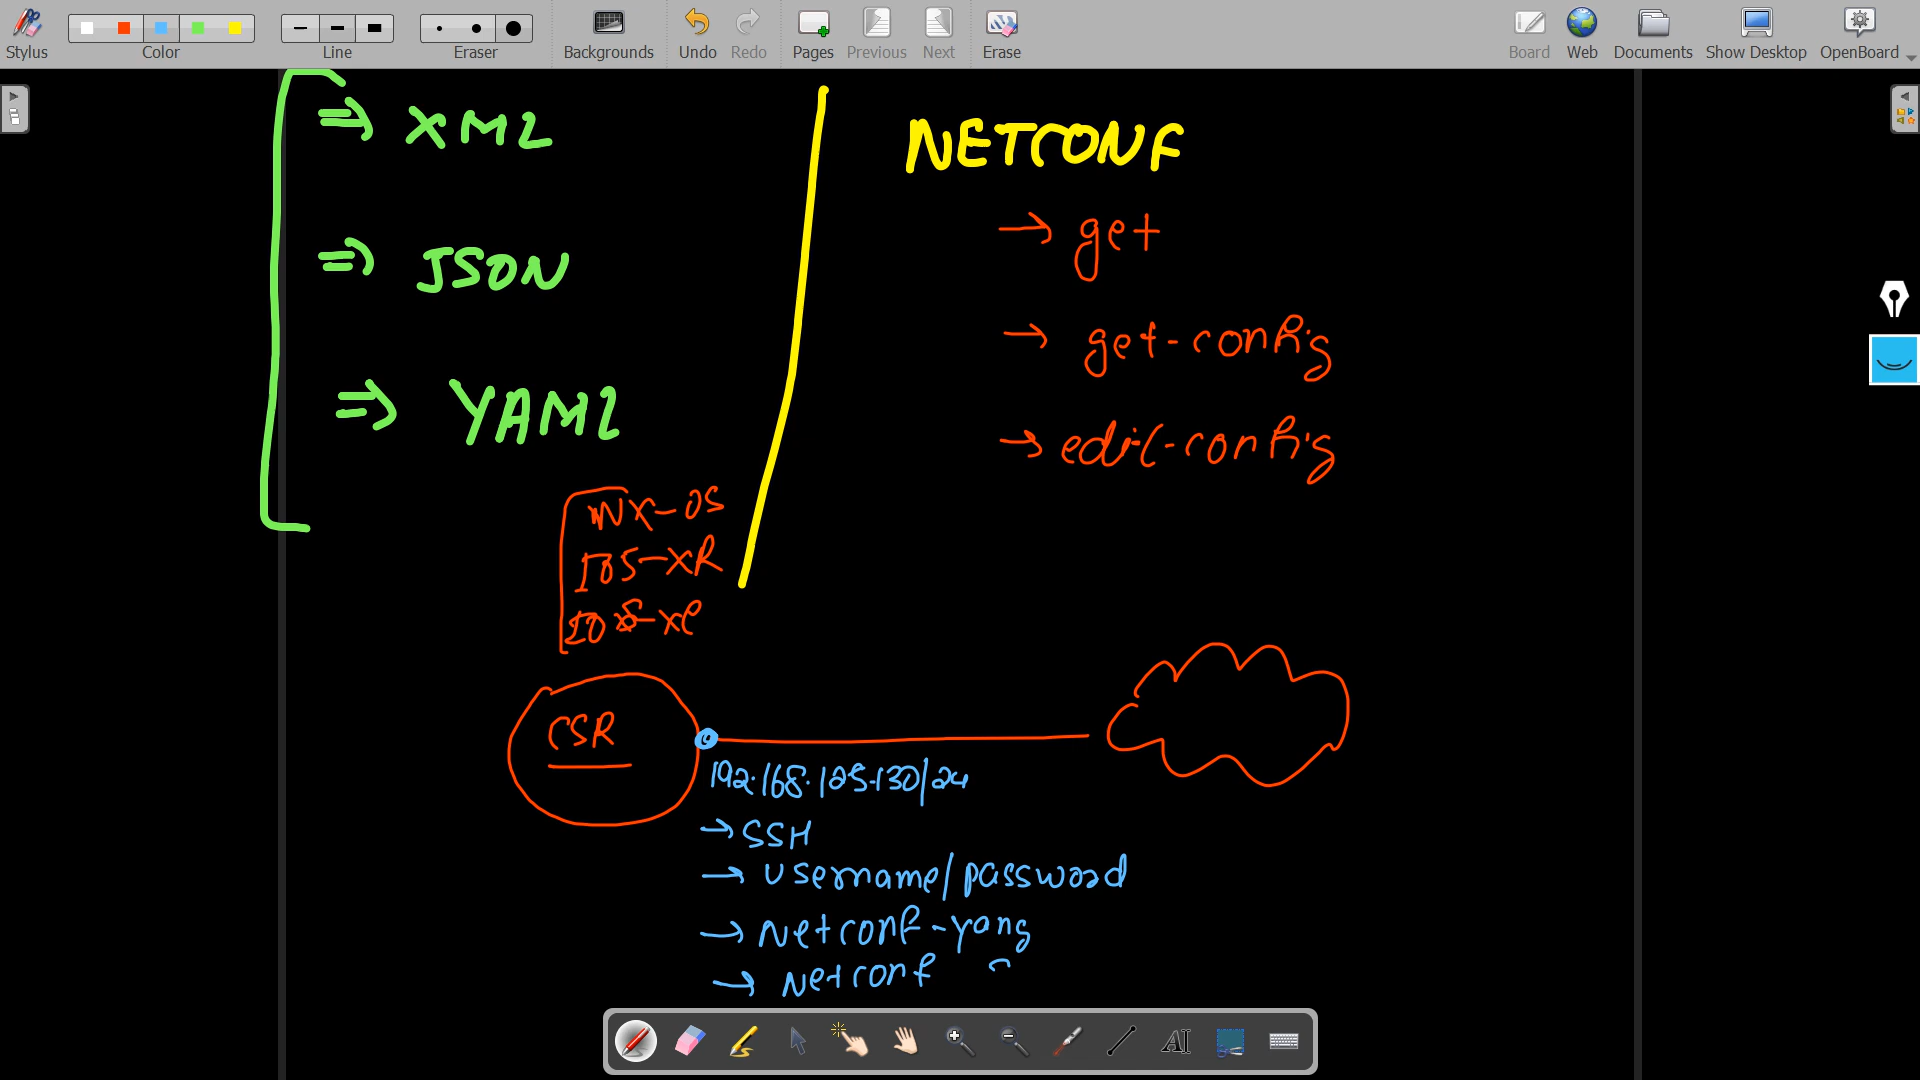 Stylus
Color
Line
Eraser
Backgrounds
Undo
Redo
Pages
Previous
Next
Erase
Board
Web
Documents
Show Desktop
OpenBoard
=> XML
=> JSON
=> YAML
NETCONF
→ get
→ get-config
→ edit-config
NX-OS
IOS-XR
IOS-XE
CSR
192.168.125.130/24
→ SSH
→ username/password
→ Netconf-yang
→ Netconf